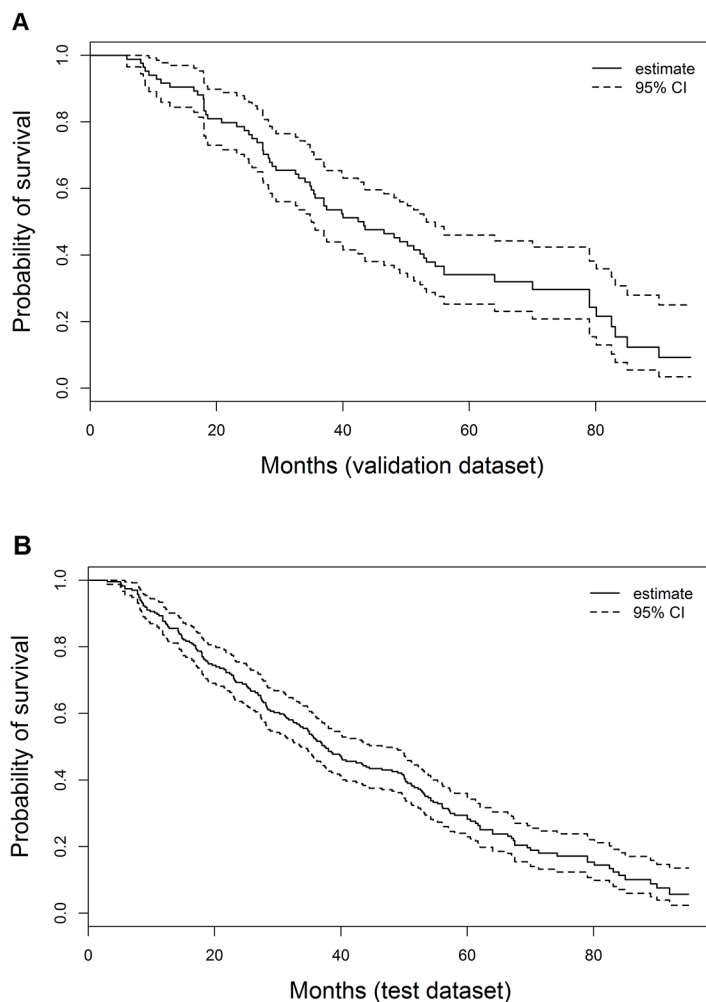 A
Probability of survival
1.0
0.8
0.6
0.4
0.2
0.0
estimate
95% CI
0 20 40 60 80
Months (validation dataset)
B
Probability of survival
1.0
0.8
0.6
0.4
0.2
0.0
estimate
95% CI
0 20 40 60 80
Months (test dataset)